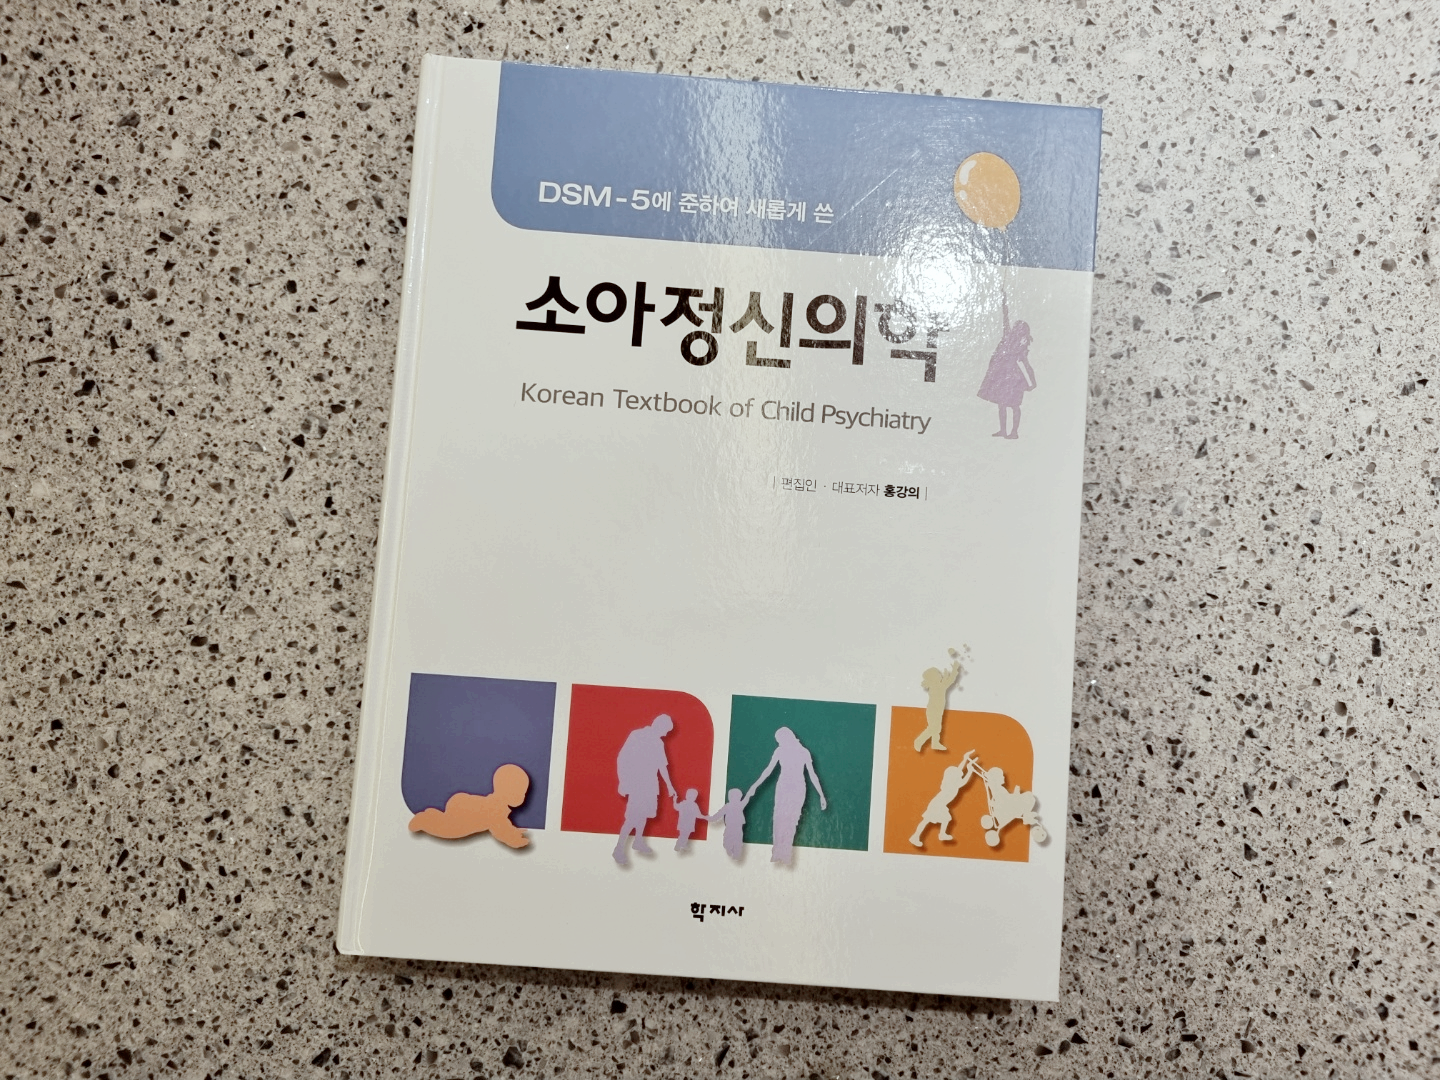 DSM-5에 준하여 새롭게 쓴
소아정신의학
Korean Textbook of Child Psychiatry
| 편집인 · 대표저자 홍강의 |
학지사